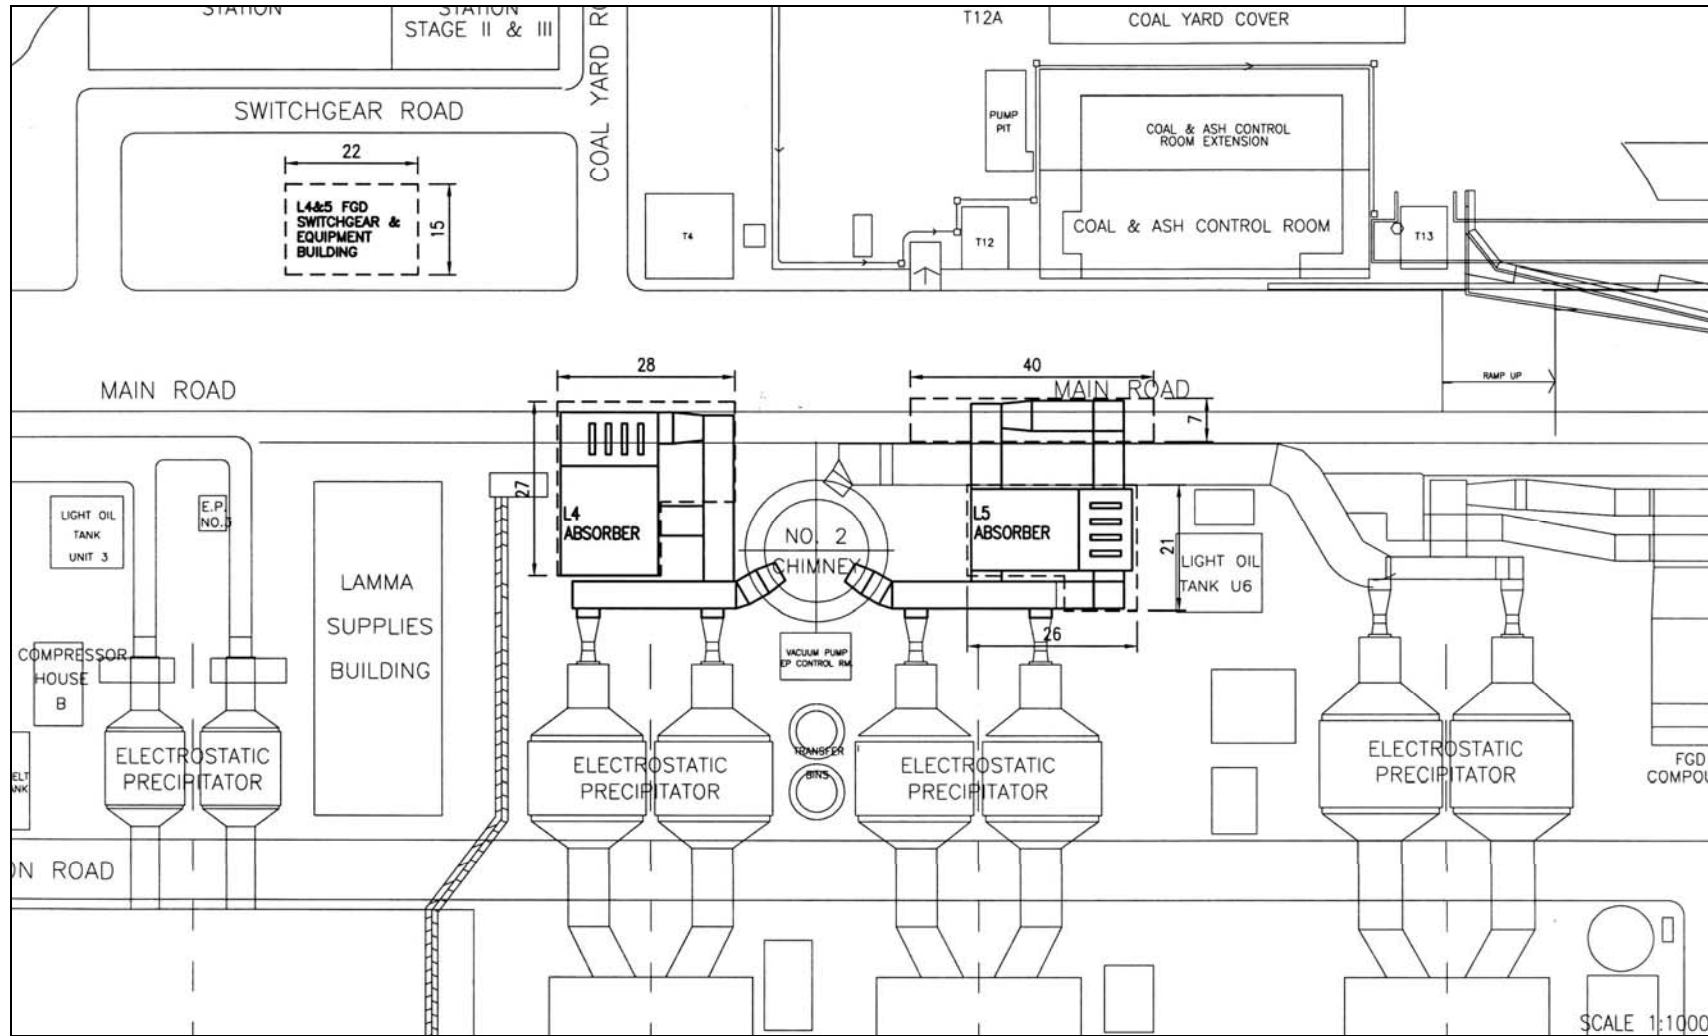 STATION
STATION
STAGE II & III
COAL YARD RO
T12A
COAL YARD COVER
SWITCHGEAR ROAD
PUMP
PIT
COAL & ASH CONTROL
ROOM EXTENSION
22
L4&5 FGD
SWITCHGEAR &
EQUIPMENT
BUILDING
15
T4
T12
COAL & ASH CONTROL ROOM
T13
MAIN ROAD
28
40
MAIN ROAD
RAMP UP
7
27
LIGHT OIL
TANK
UNIT 3
E.P.
NO.3
L4
ABSORBER
NO. 2
CHIMNEY
L5
ABSORBER
21
LIGHT OIL
TANK U6
LAMMA
SUPPLIES
BUILDING
26
COMPRESSOR
HOUSE
B
VACUUM PUMP
EP CONTROL RM.
ELECTROSTATIC
PRECIPITATOR
ELECTROSTATIC
PRECIPITATOR
TRANSFER
BINS
ELECTROSTATIC
PRECIPITATOR
ELECTROSTATIC
PRECIPITATOR
FGD
COMPOU
ELT
ANK
ON ROAD
SCALE 1:1000